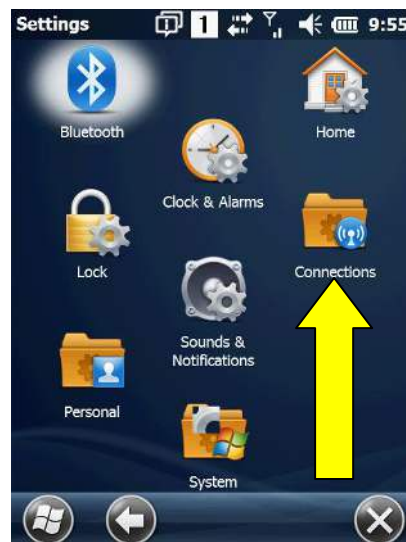 Settings 1 9:55
Bluetooth
Home
Clock & Alarms
Lock
Connections
Sounds &
Notifications
Personal
System